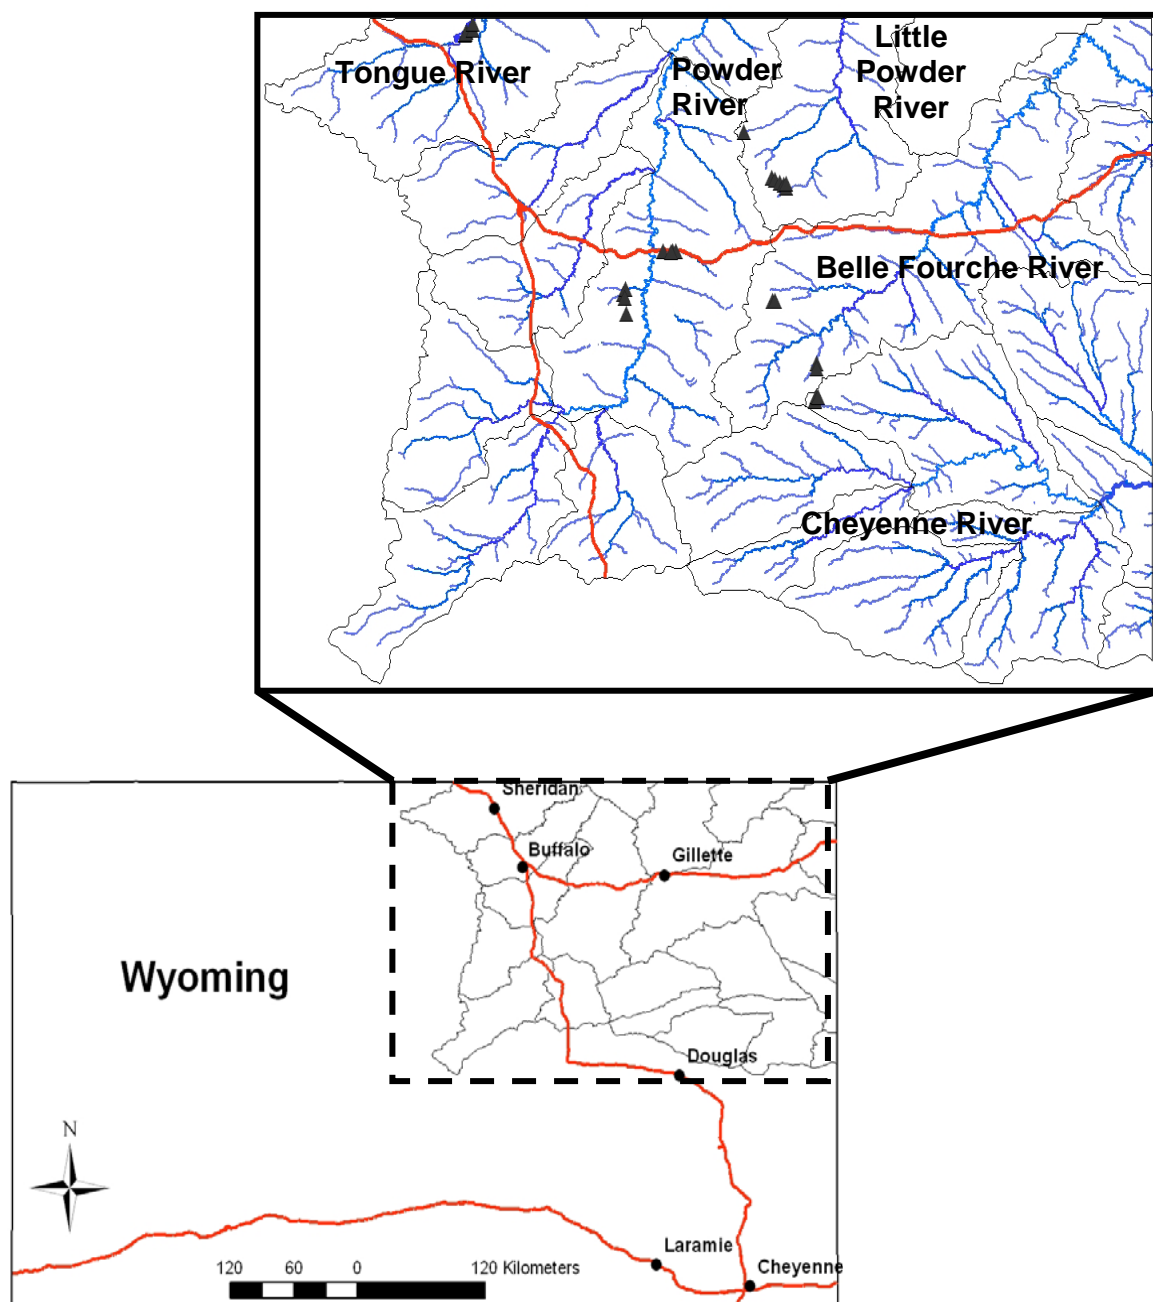 Little
Powder
River
Tongue River
Powder
River
Belle Fourche River
Cheyenne River
Sheridan
Buffalo
Gillette
Wyoming
Douglas
N
Laramie
120 60 0 120 Kilometers
Cheyenne